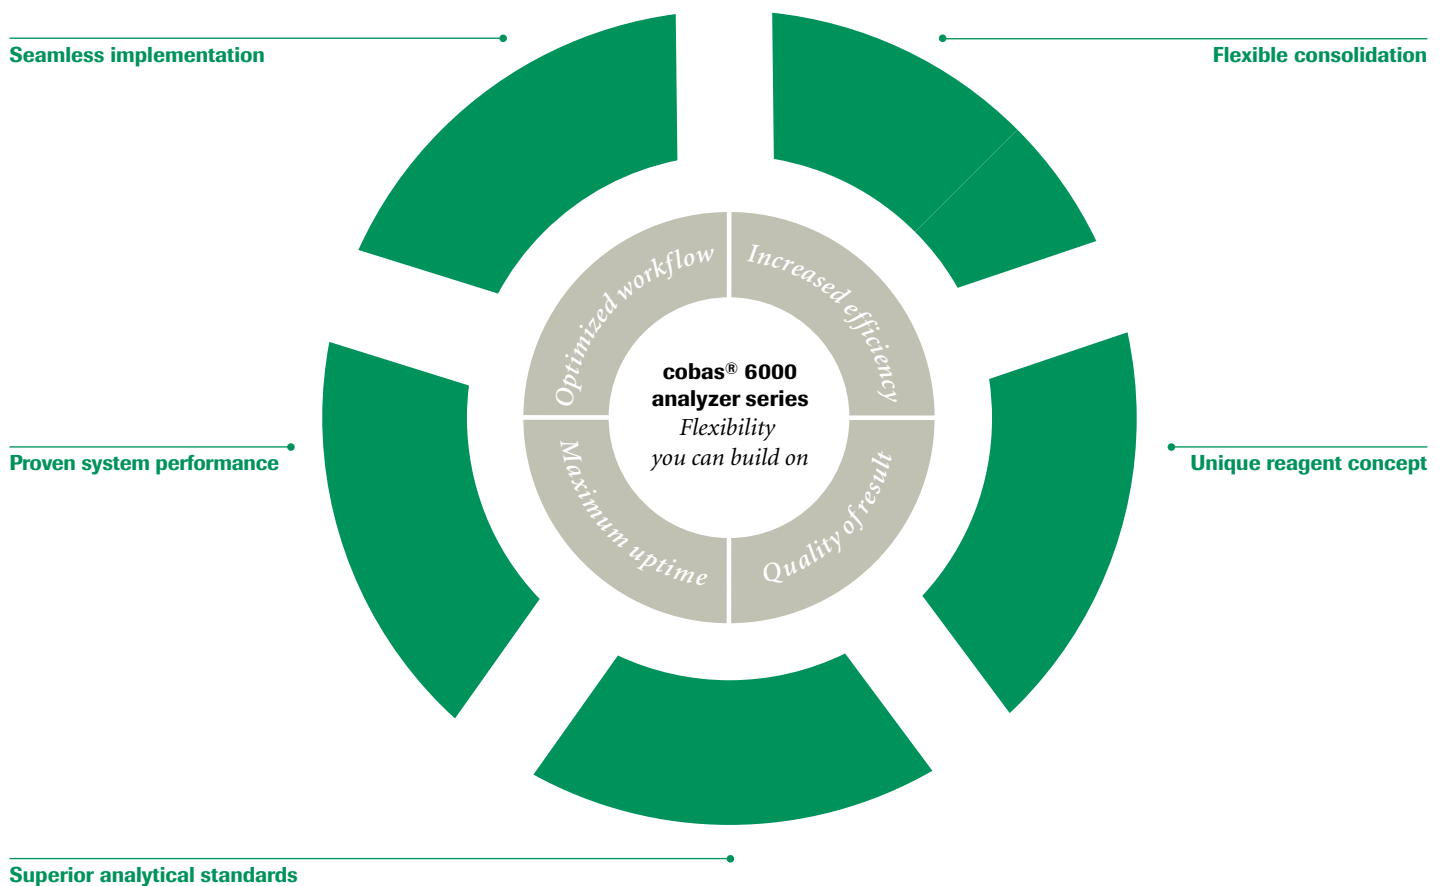 Seamless implementation
Flexible consolidation
Optimized workflow
Increased efficiency
cobas® 6000
analyzer series
Flexibility
you can build on
Proven system performance
Unique reagent concept
Maximum uptime
Quality of result
Superior analytical standards